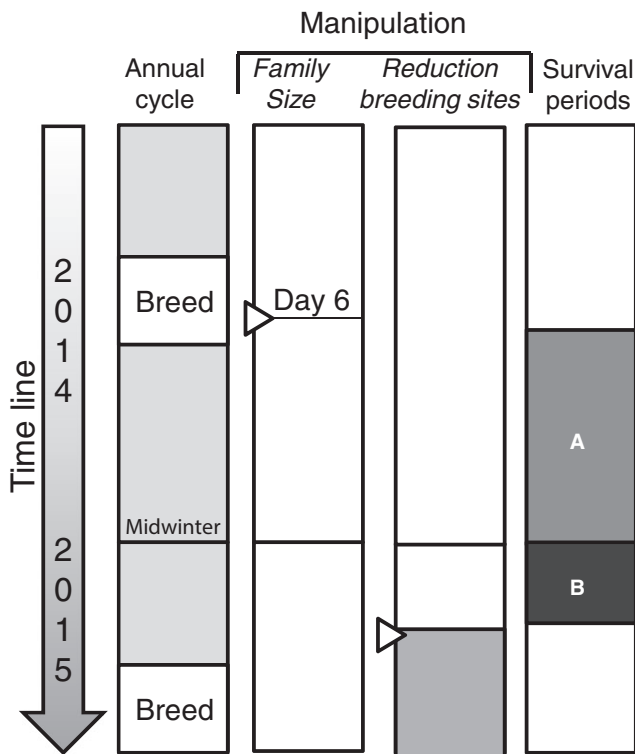 Manipulation
Annual
cycle
Family
Size
Reduction
breeding sites
Survival
periods
Time line
2
0
1
4
2
0
1
5
Breed
Day 6
A
Midwinter
B
Breed